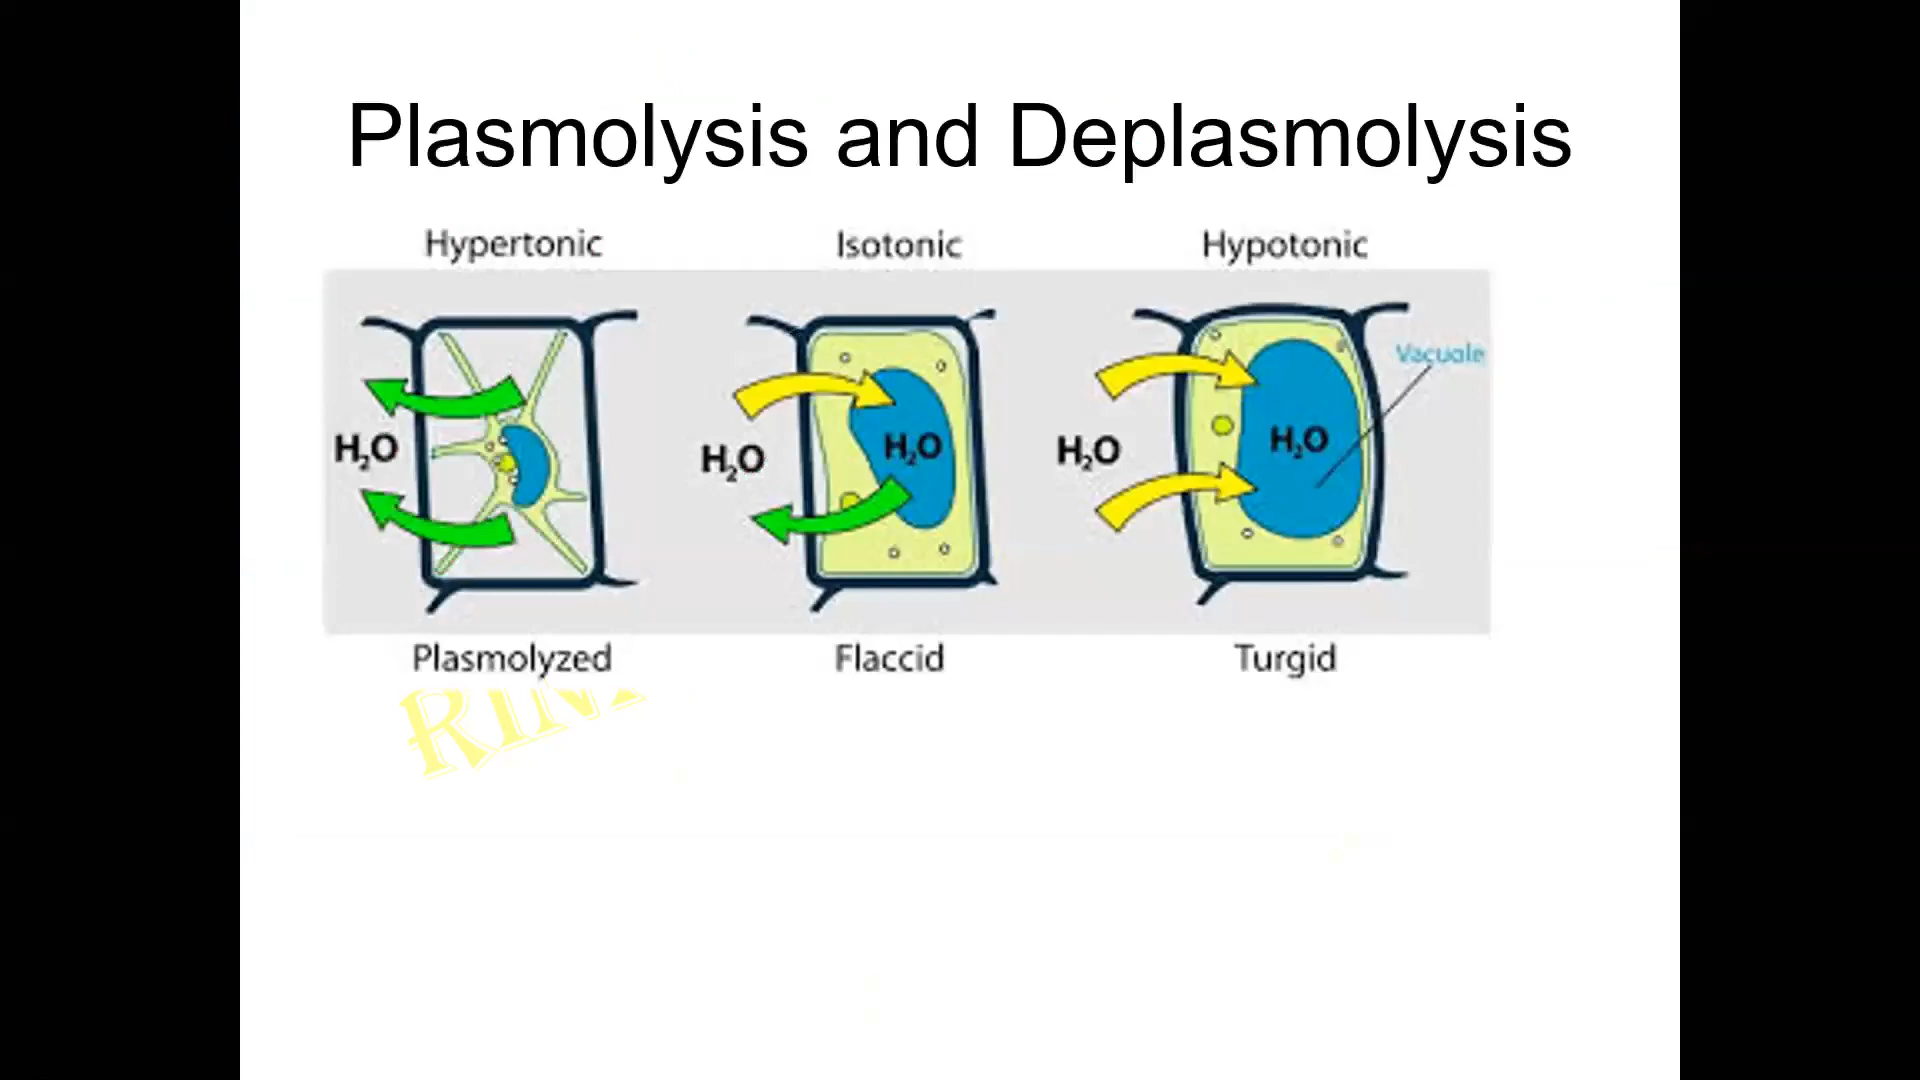 Plasmolysis and Deplasmolysis
Hypertonic Isotonic Hypotonic
Vacuole
H₂O H₂O H₂O H₂O H₂O
Plasmolyzed Flaccid Turgid